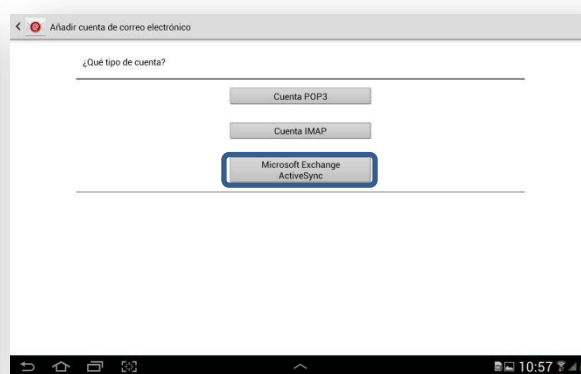 Añadir cuenta de correo electrónico
¿Qué tipo de cuenta?
Cuenta POP3
Cuenta IMAP
Microsoft Exchange
ActiveSync
10:57